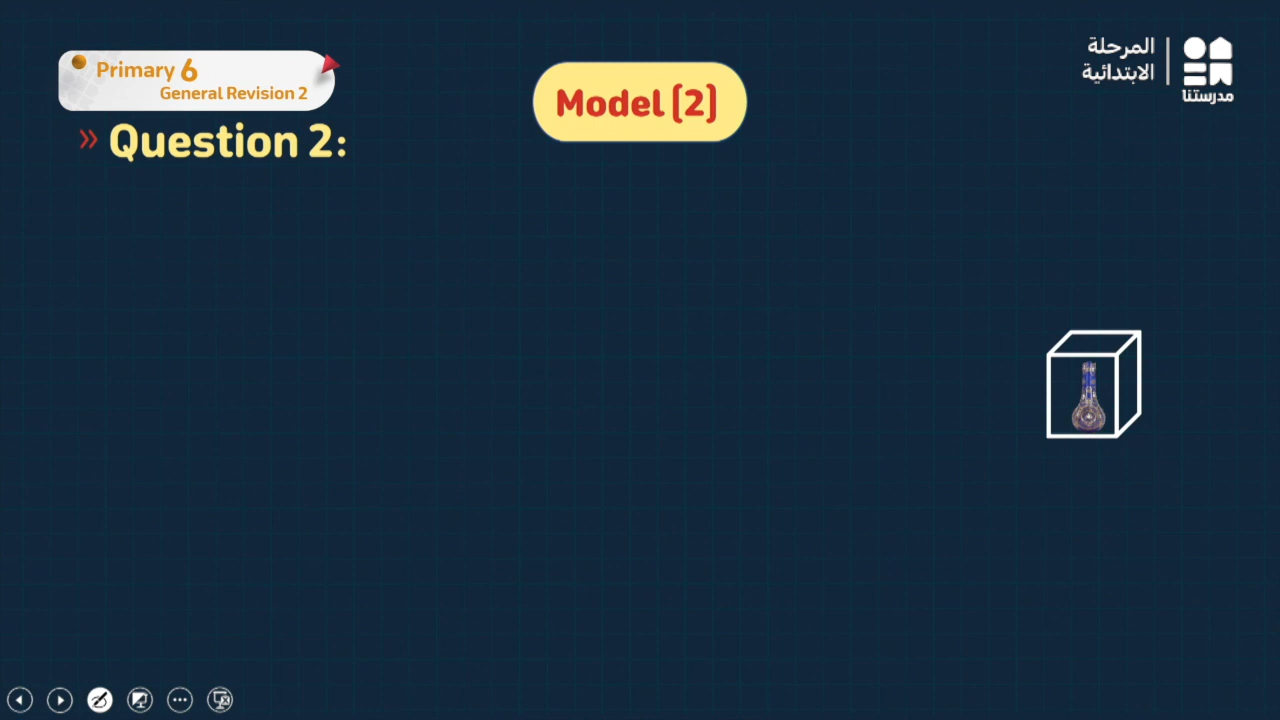 Primary 6
General Revision 2
Model (2)
المرحلة
الابتدائية
مدرستنا
» Question 2: